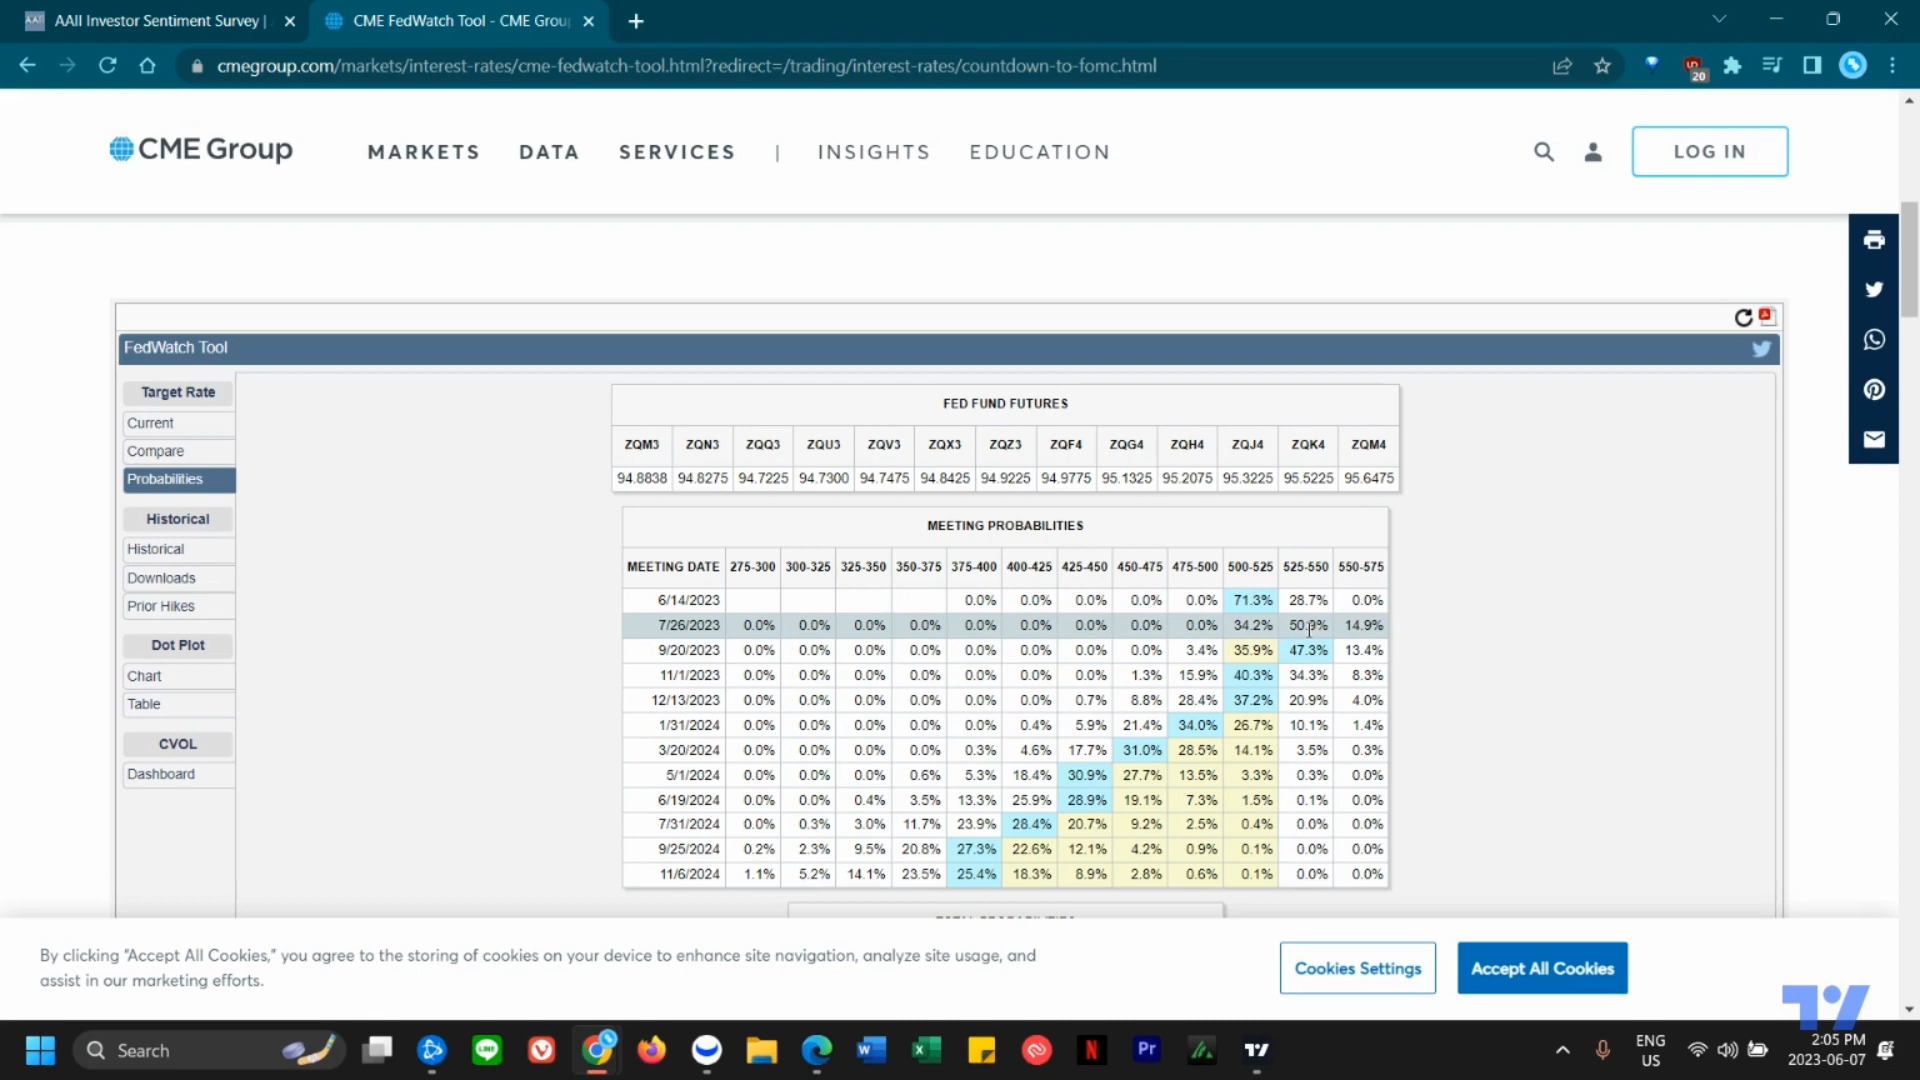 AAII Investor Sentiment Survey |
CME FedWatch Tool - CME Grou
cmegroup.com/markets/interest-rates/cme-fedwatch-tool.html?redirect=/trading/interest-rates/countdown-to-fomc.html
20
CME Group
MARKETS DATA SERVICES | INSIGHTS EDUCATION
LOG IN
FedWatch Tool
Target Rate
Current
Compare
Probabilities
Historical
Historical
Downloads
Prior Hikes
Dot Plot
Chart
Table
CVOL
Dashboard
FED FUND FUTURES
ZQM3 ZQN3 ZQQ3 ZQU3 ZQV3 ZQX3 ZQZ3 ZQF4 ZQG4 ZQH4 ZQJ4 ZQK4 ZQM4
94.8838 94.8275 94.7225 94.7300 94.7475 94.8425 94.9225 94.9775 95.1325 95.2075 95.3225 95.5225 95.6475
MEETING PROBABILITIES
MEETING DATE 275-300 300-325 325-350 350-375 375-400 400-425 425-450 450-475 475-500 500-525 525-550 550-575
6/14/2023 0.0% 0.0% 0.0% 0.0% 0.0% 71.3% 28.7% 0.0%
7/26/2023 0.0% 0.0% 0.0% 0.0% 0.0% 0.0% 0.0% 0.0% 0.0% 34.2% 50.9% 14.9%
9/20/2023 0.0% 0.0% 0.0% 0.0% 0.0% 0.0% 0.0% 0.0% 3.4% 35.9% 47.3% 13.4%
11/1/2023 0.0% 0.0% 0.0% 0.0% 0.0% 0.0% 0.0% 1.3% 15.9% 40.3% 34.3% 8.3%
12/13/2023 0.0% 0.0% 0.0% 0.0% 0.0% 0.0% 0.7% 8.8% 28.4% 37.2% 20.9% 4.0%
1/31/2024 0.0% 0.0% 0.0% 0.0% 0.0% 0.4% 5.9% 21.4% 34.0% 26.7% 10.1% 1.4%
3/20/2024 0.0% 0.0% 0.0% 0.0% 0.3% 4.6% 17.7% 31.0% 28.5% 14.1% 3.5% 0.3%
5/1/2024 0.0% 0.0% 0.0% 0.6% 5.3% 18.4% 30.9% 27.7% 13.5% 3.3% 0.3% 0.0%
6/19/2024 0.0% 0.0% 0.4% 3.5% 13.3% 25.9% 28.9% 19.1% 7.3% 1.5% 0.1% 0.0%
7/31/2024 0.0% 0.3% 3.0% 11.7% 23.9% 28.4% 20.7% 9.2% 2.5% 0.4% 0.0% 0.0%
9/25/2024 0.2% 2.3% 9.5% 20.8% 27.3% 22.6% 12.1% 4.2% 0.9% 0.1% 0.0% 0.0%
11/6/2024 1.1% 5.2% 14.1% 23.5% 25.4% 18.3% 8.9% 2.8% 0.6% 0.1% 0.0% 0.0%
By clicking "Accept All Cookies," you agree to the storing of cookies on your device to enhance site navigation, analyze site usage, and
assist in our marketing efforts.
Cookies Settings
Accept All Cookies
Search
ENG
US
2:05 PM
2023-06-07